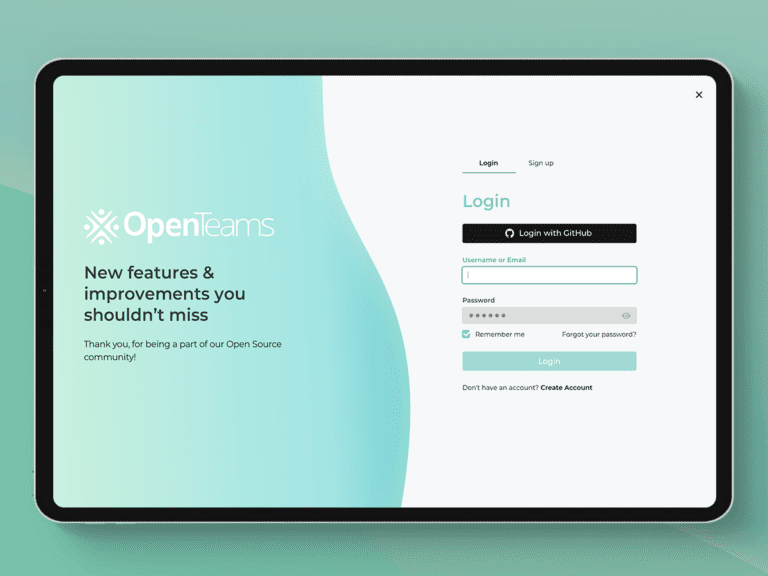 Login
Sign up
Login
Login with GitHub
Username or Email
Password
Remember me
Forgot your password?
Login
Don't have an account? Create Account
OpenTeams
New features &
improvements you
shouldn't miss
Thank you, for being a part of our Open Source
community!